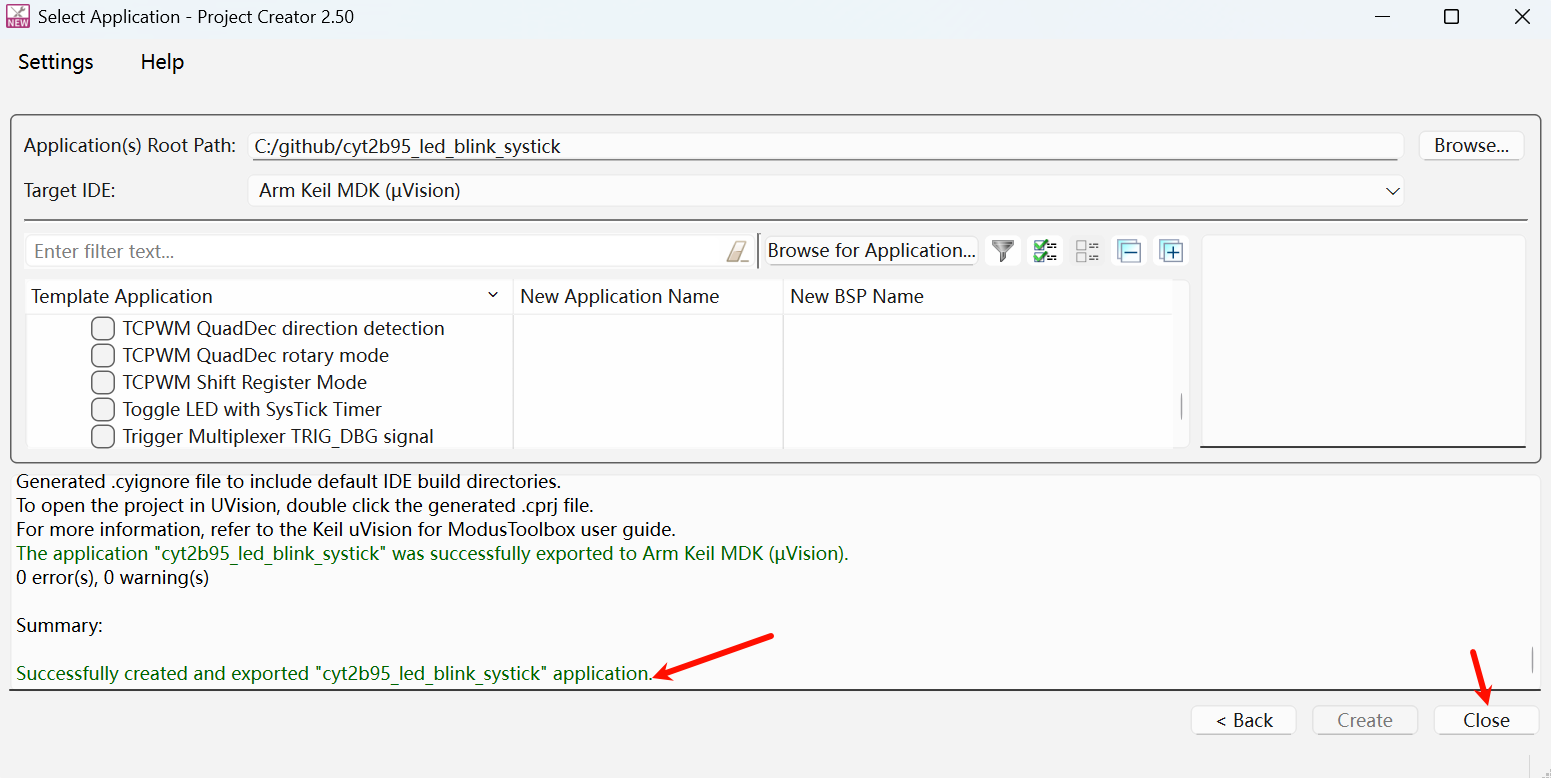 NEW
Select Application - Project Creator 2.50
Settings Help
Application(s) Root Path: C:/github/cyt2b95_led_blink_systick Browse...
Target IDE: Arm Keil MDK (µVision)
Enter filter text... Browse for Application...
Template Application New Application Name New BSP Name
TCPWM QuadDec direction detection
TCPWM QuadDec rotary mode
TCPWM Shift Register Mode
Toggle LED with SysTick Timer
Trigger Multiplexer TRIG_DBG signal
Generated .cyignore file to include default IDE build directories.
To open the project in UVision, double click the generated .cprj file.
For more information, refer to the Keil uVision for ModusToolbox user guide.
The application "cyt2b95_led_blink_systick" was successfully exported to Arm Keil MDK (µVision).
0 error(s), 0 warning(s)
Summary:
Successfully created and exported "cyt2b95_led_blink_systick" application.
< Back Create Close